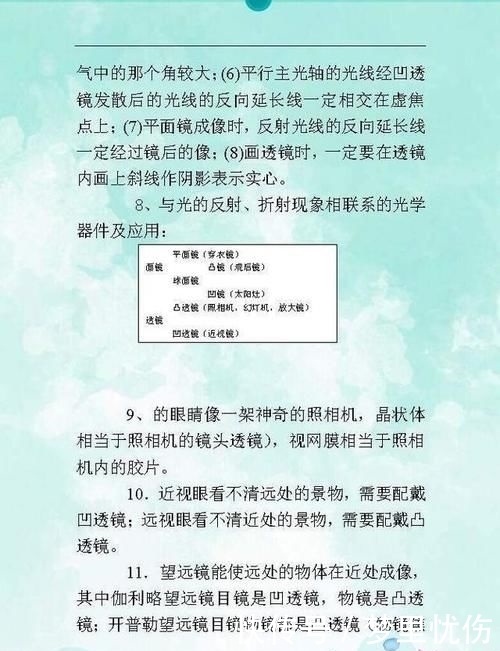 气中的那个角较大;(6)平行主光轴的光线经凹透
镜发散后的光线的反向延长线一定相交在虚焦
点上;(7)平面镜成像时,反射光线的反向延长线
一定经过镜后的像;(8)画透镜时,一定要在透镜
内画上斜线作阴影表示实心。
8、与光的反射、折射现象相联系的光学
器件及应用:
平面镜(穿衣镜)
面镜 凸镜(观后镜)
球面镜
凹镜(太阳灶)
凸透镜(照相机,幻灯机,放大镜)
透镜
凹透镜(近视镜)
9、的眼睛像一架神奇的照相机,晶状体
相当于照相机的镜头透镜),视网膜相当于照相
机内的胶片。
10.近视眼看不清远处的景物,需要配戴
凹透镜;远视眼看不清近处的景物,需要配戴凸
透镜。
11.望远镜能使远处的物体在近处成像,
其中伽利略望远镜目镜是凹透镜,物镜是凸透
镜;开普勒望远镜目镜物镜都是凸透镜
梦里忧伤